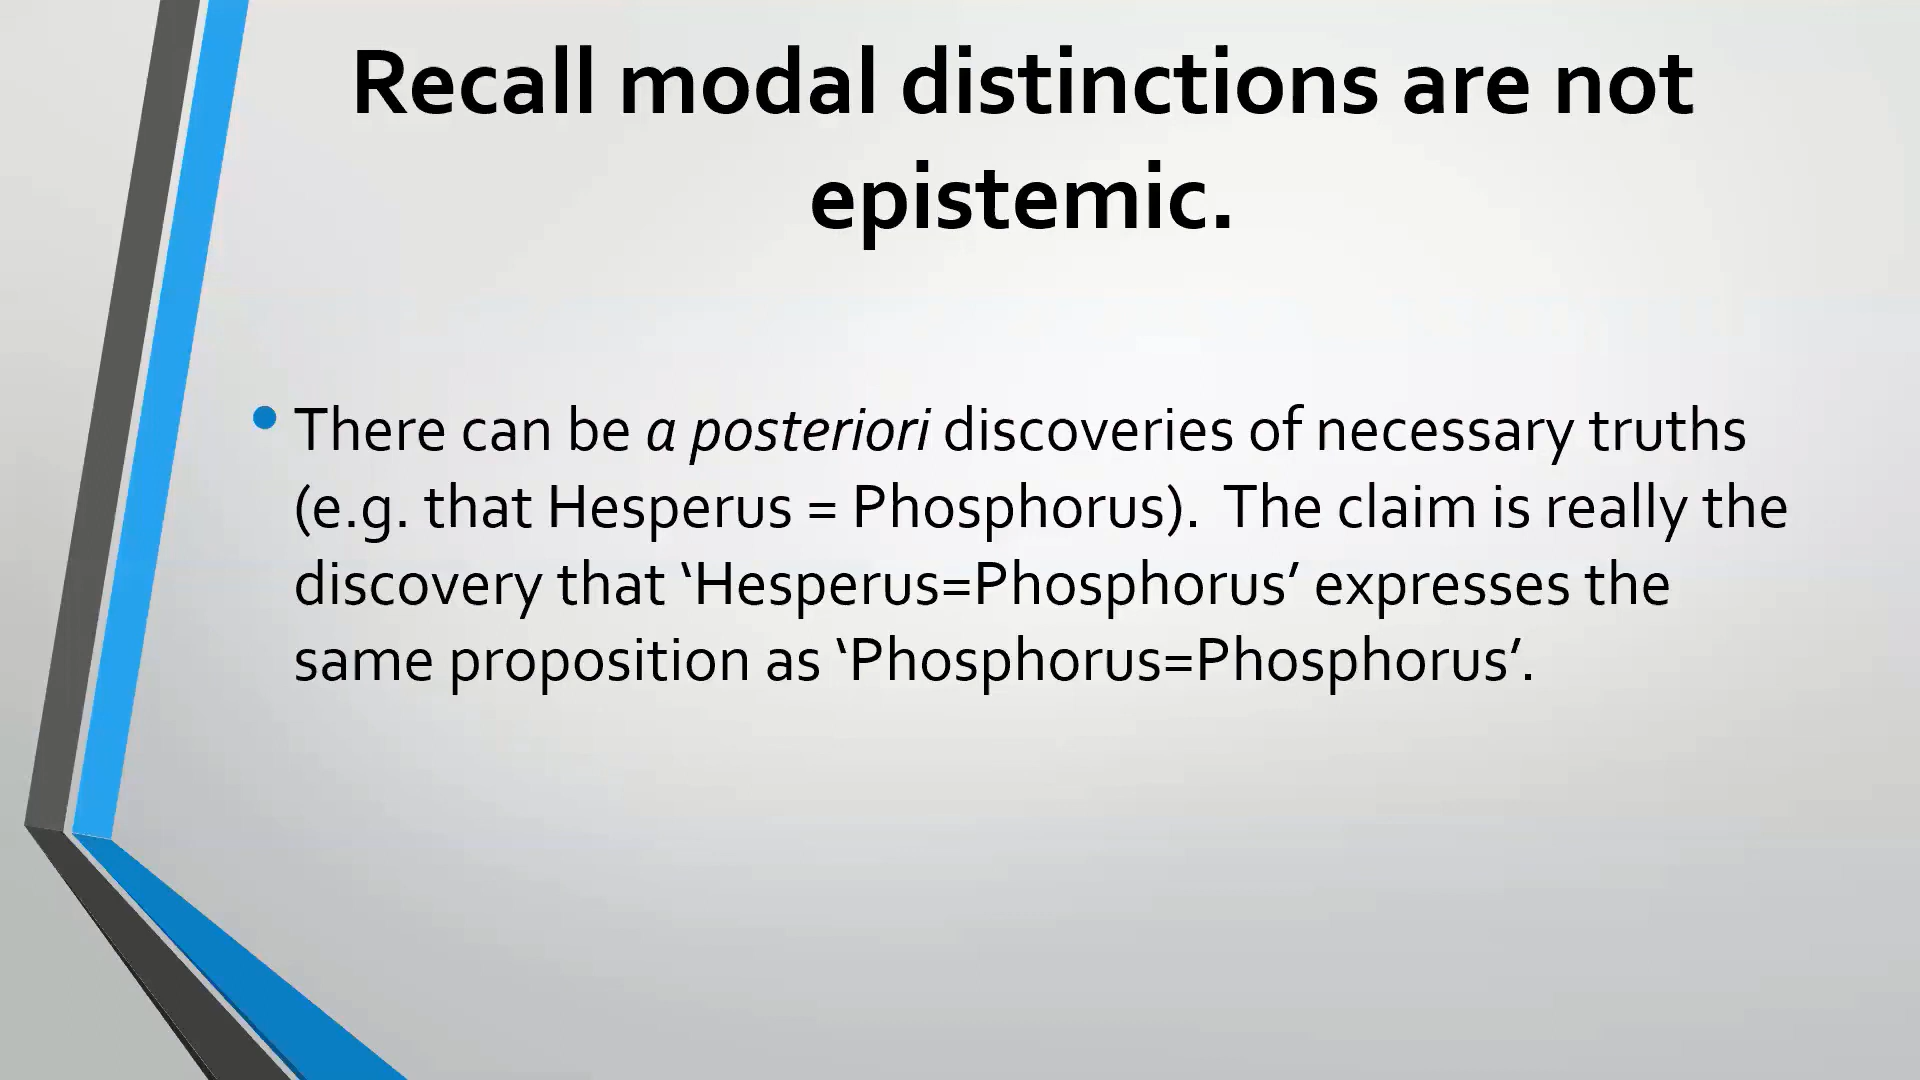 Recall modal distinctions are not
epistemic.
• There can be a posteriori discoveries of necessary truths
(e.g. that Hesperus = Phosphorus).  The claim is really the
discovery that ‘Hesperus=Phosphorus’ expresses the
same proposition as ‘Phosphorus=Phosphorus’.